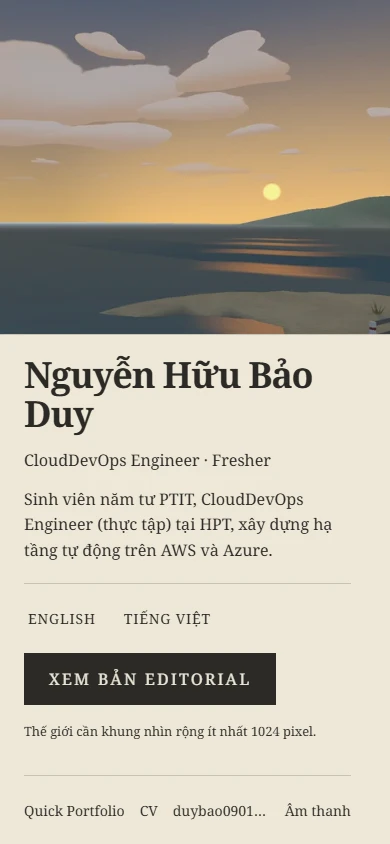 Nguyễn Hữu Bảo
Duy
CloudDevOps Engineer · Fresher
Sinh viên năm tư PTIT, CloudDevOps
Engineer (thực tập) tại HPT, xây dựng hạ
tầng tự động trên AWS và Azure.
ENGLISH TIẾNG VIỆT
XEM BẢN EDITORIAL
Thế giới cần khung nhìn rộng ít nhất 1024 pixel.
Quick Portfolio CV duybao0901… Âm thanh